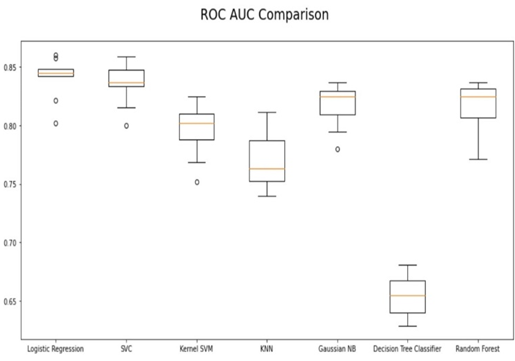 ROC AUC Comparison
0.85
0.80
0.75
0.70
0.65
Logistic Regression SVC Kernel SVM KNN Gaussian NB Decision Tree Classifier Random Forest